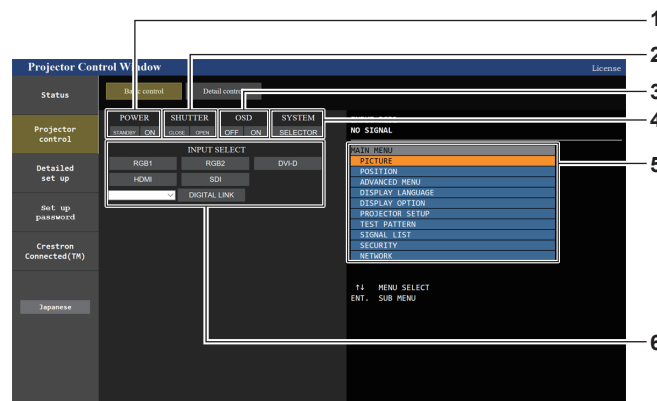 1
2
3
4
5
6
Projector Control Window
License
Status
Projector control
Detailed set up
Set up password
Crestron Connected(TM)
Japanese
Basic control
Detail control
POWER SHUTTER OSD SYSTEM
STANDBY ON CLOSE OPEN OFF ON SELECTOR
INPUT SELECT
RGB1 RGB2 DVI-D
HDMI SDI
DIGITAL LINK
NO SIGNAL
MAIN MENU
PICTURE
POSITION
ADVANCED MENU
DISPLAY LANGUAGE
DISPLAY OPTION
PROJECTOR SETUP
TEST PATTERN
SIGNAL LIST
SECURITY
NETWORK
↑↓ MENU SELECT
ENT. SUB MENU